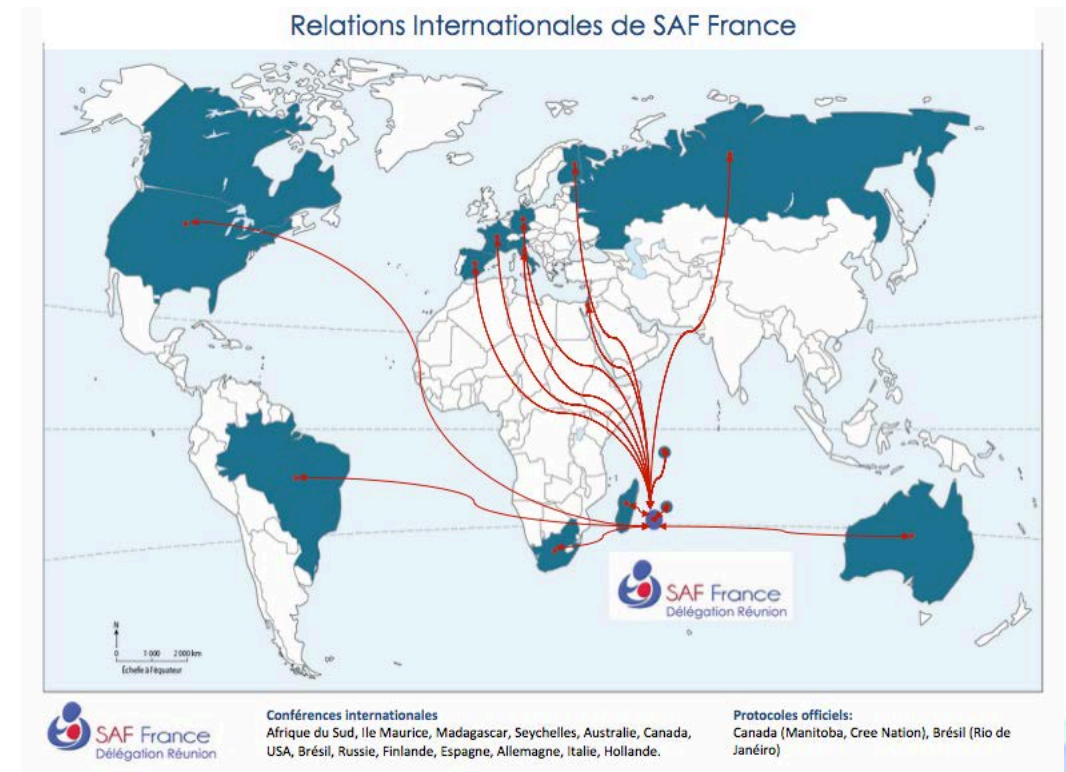 Relations Internationales de SAF France
SAF France
Délégation Réunion
N
0 1 000 2 000 km
Échelle à l'équateur
SAF France
Délégation Réunion
Conférences internationales
Afrique du Sud, Ile Maurice, Madagascar, Seychelles, Australie, Canada,
USA, Brésil, Russie, Finlande, Espagne, Allemagne, Italie, Hollande.
Protocoles officiels:
Canada (Manitoba, Cree Nation), Brésil (Rio de
Janéiro)